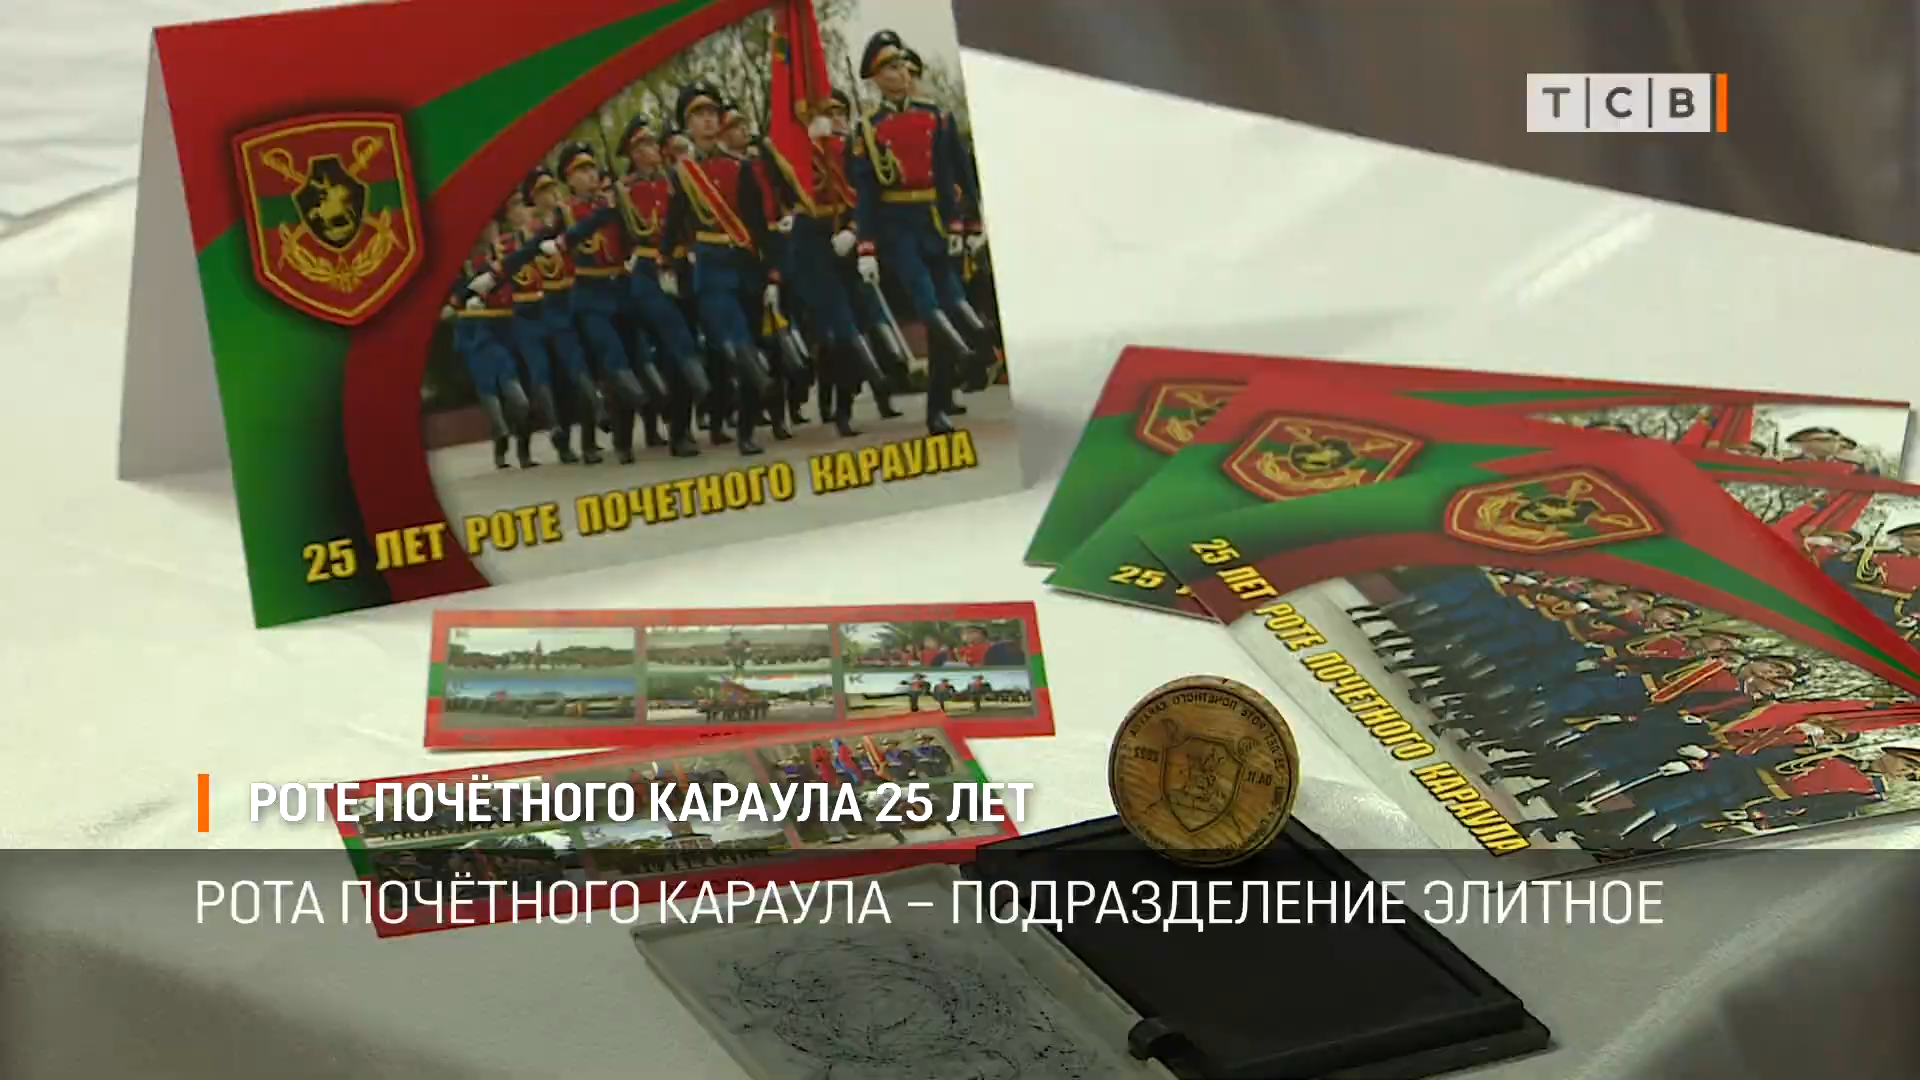 Т С В
25 ЛЕТ РОТЕ ПОЧЕТНОГО КАРАУЛА
25
25 ЛЕТ РОТЕ ПОЧЕТНОГО КАРАУЛА
РОТЕ ПОЧЁТНОГО КАРАУЛА 25 ЛЕТ
РОТА ПОЧЁТНОГО КАРАУЛА – ПОДРАЗДЕЛЕНИЕ ЭЛИТНОЕ